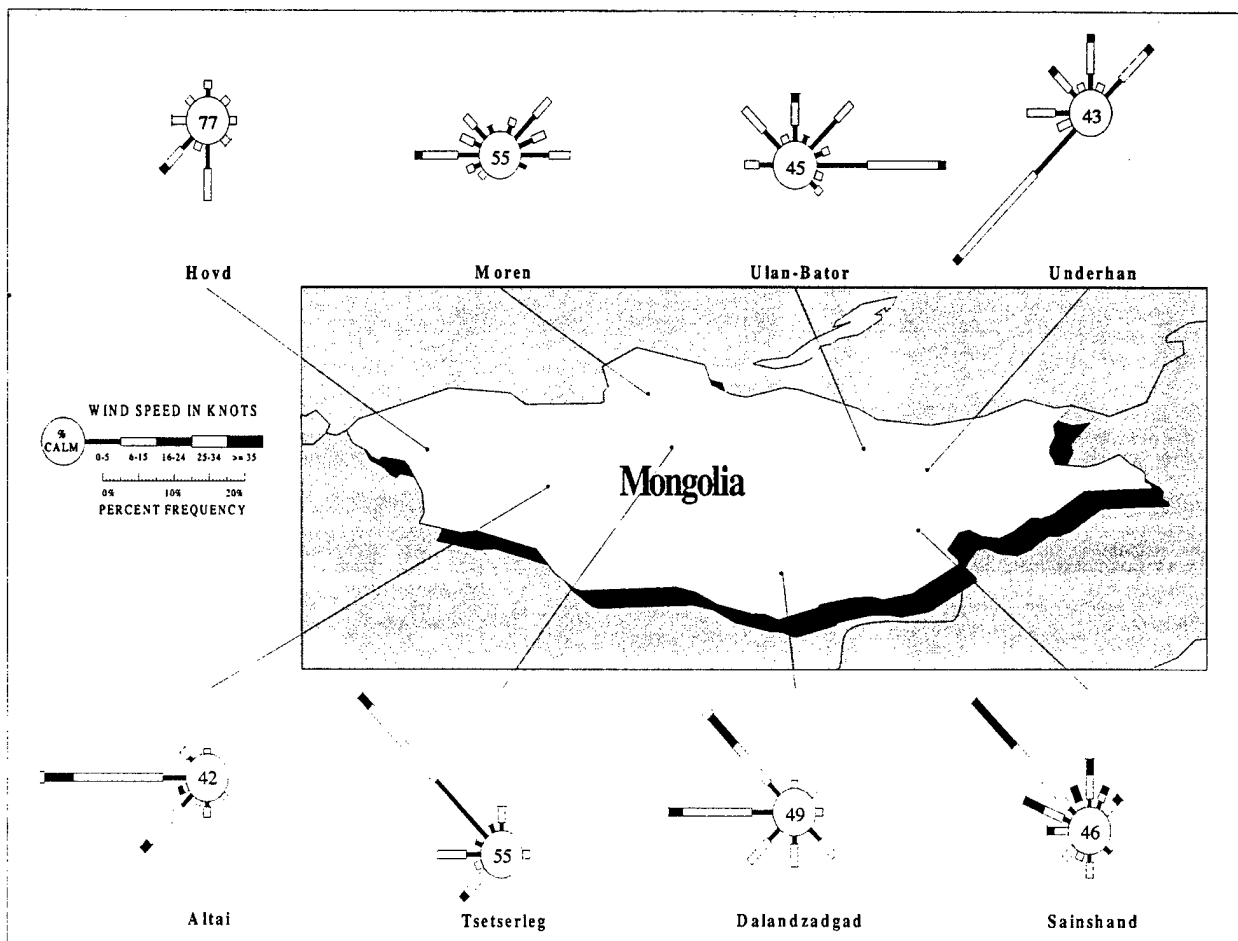 77
55
45
43
Hovd
Moren
Ulan-Bator
Underhan
WIND SPEED IN KNOTS
%
CALM
0-5 6-15 16-24 25-34 >= 35
0% 10% 20%
PERCENT FREQUENCY
Mongolia
42
55
49
46
Altai
Tsetserleg
Dalandzadgad
Sainshand